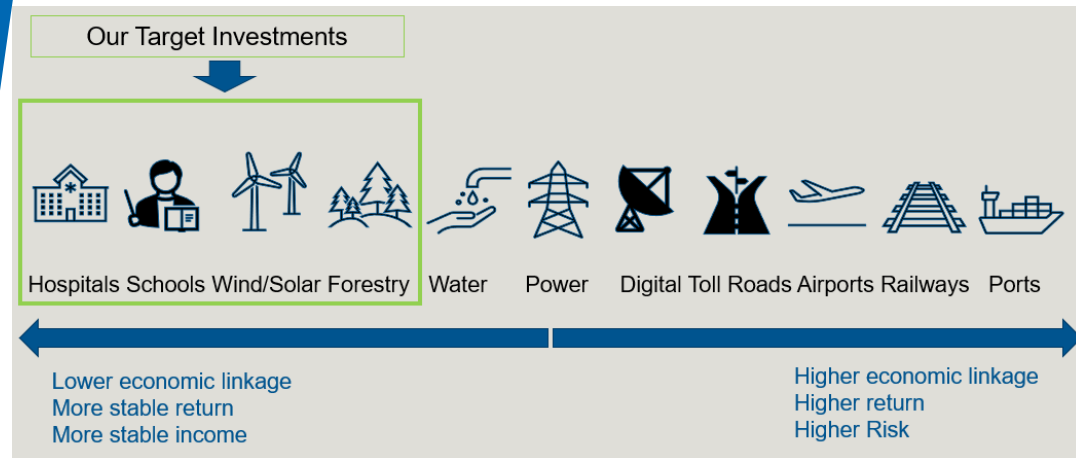 Our Target Investments
Hospitals Schools Wind/Solar Forestry Water Power Digital Toll Roads Airports Railways Ports
Lower economic linkage
More stable return
More stable income
Higher economic linkage
Higher return
Higher Risk